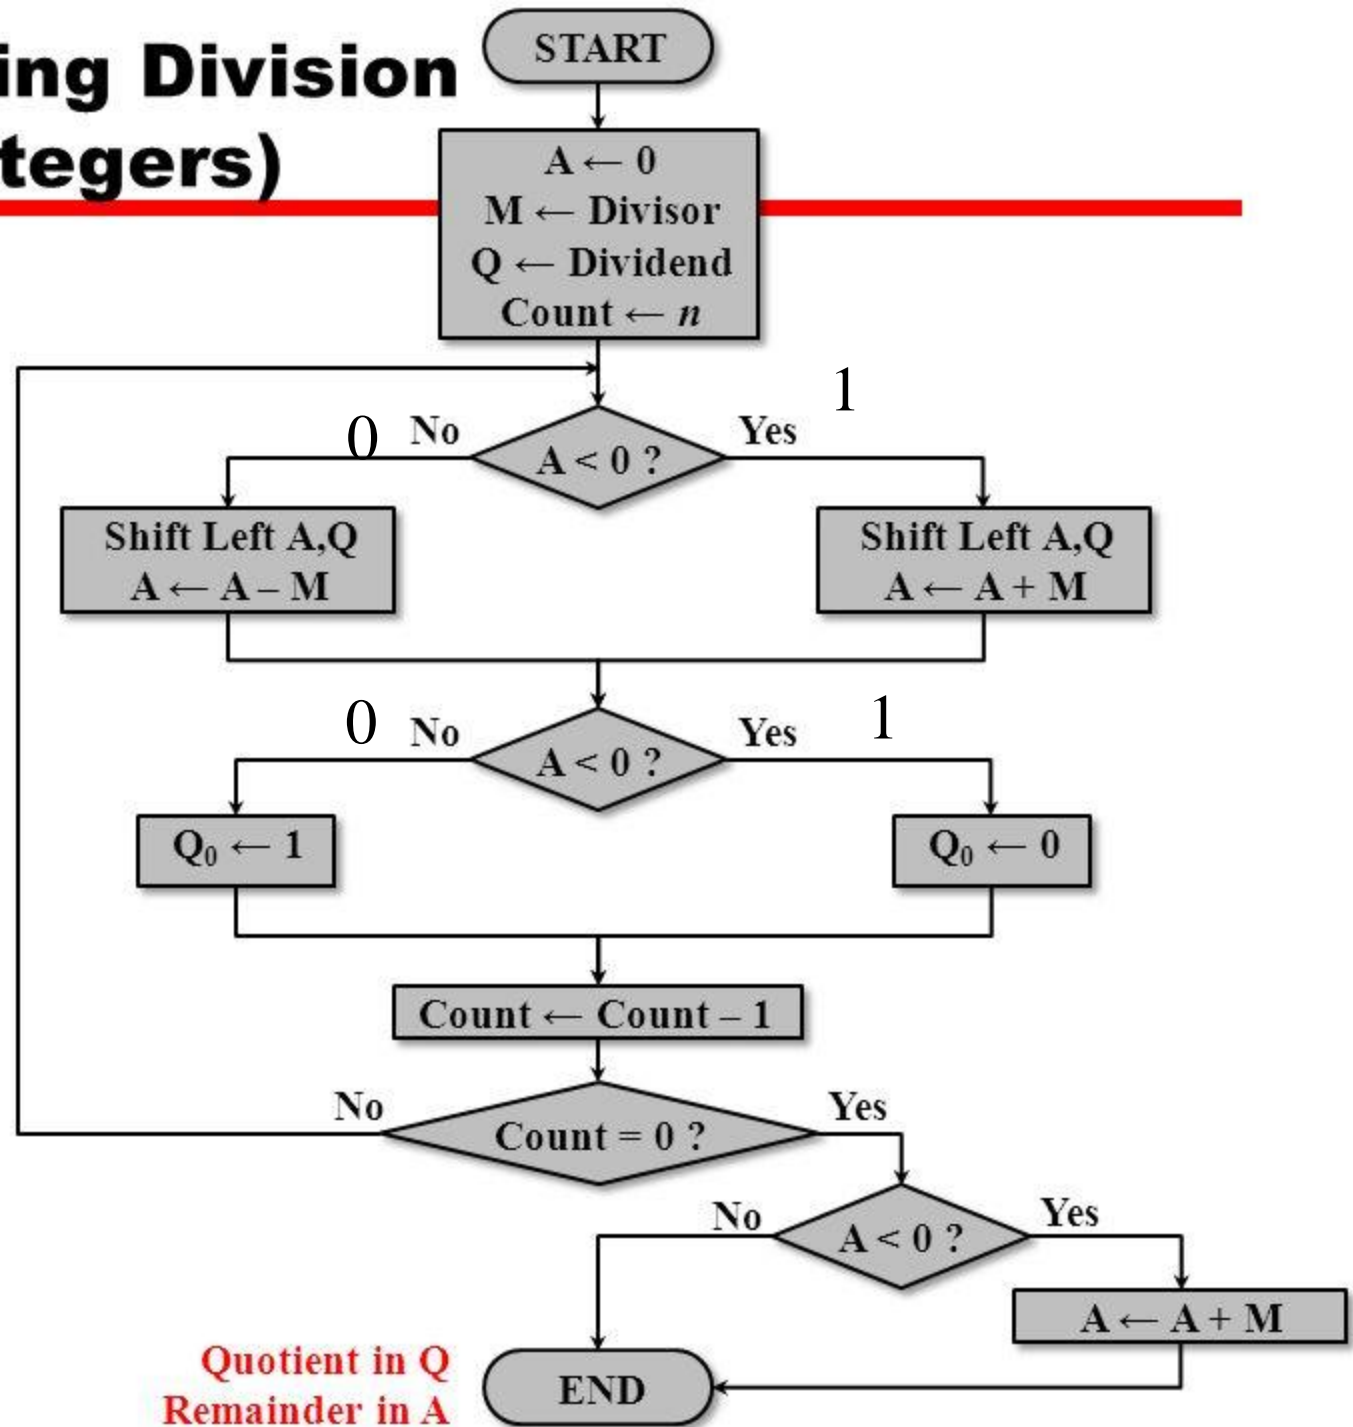 ing Division
tegers)
START
A ← 0
M ← Divisor
Q ← Dividend
Count ← n
1
0 No
Yes
A < 0 ?
Shift Left A,Q
A ← A – M
Shift Left A,Q
A ← A + M
0 No
Yes 1
A < 0 ?
Q₀ ← 1
Q₀ ← 0
Count ← Count – 1
No
Yes
Count = 0 ?
No
Yes
A < 0 ?
A ← A + M
Quotient in Q
Remainder in A
END